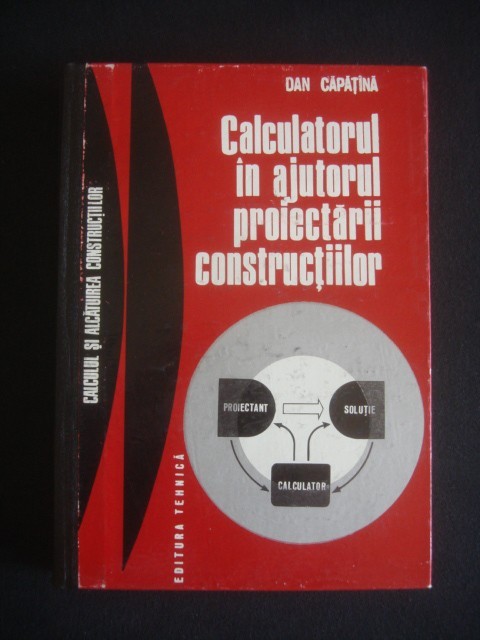 DAN CĂPĂȚÎNĂ
Calculatorul
în ajutorul
proiectării
construcțiilor
CALCULUL ȘI ALCĂTUIREA CONSTRUCȚIILOR
PROIECTANT
SOLUȚIE
CALCULATOR
EDITURA TEHNICĂ